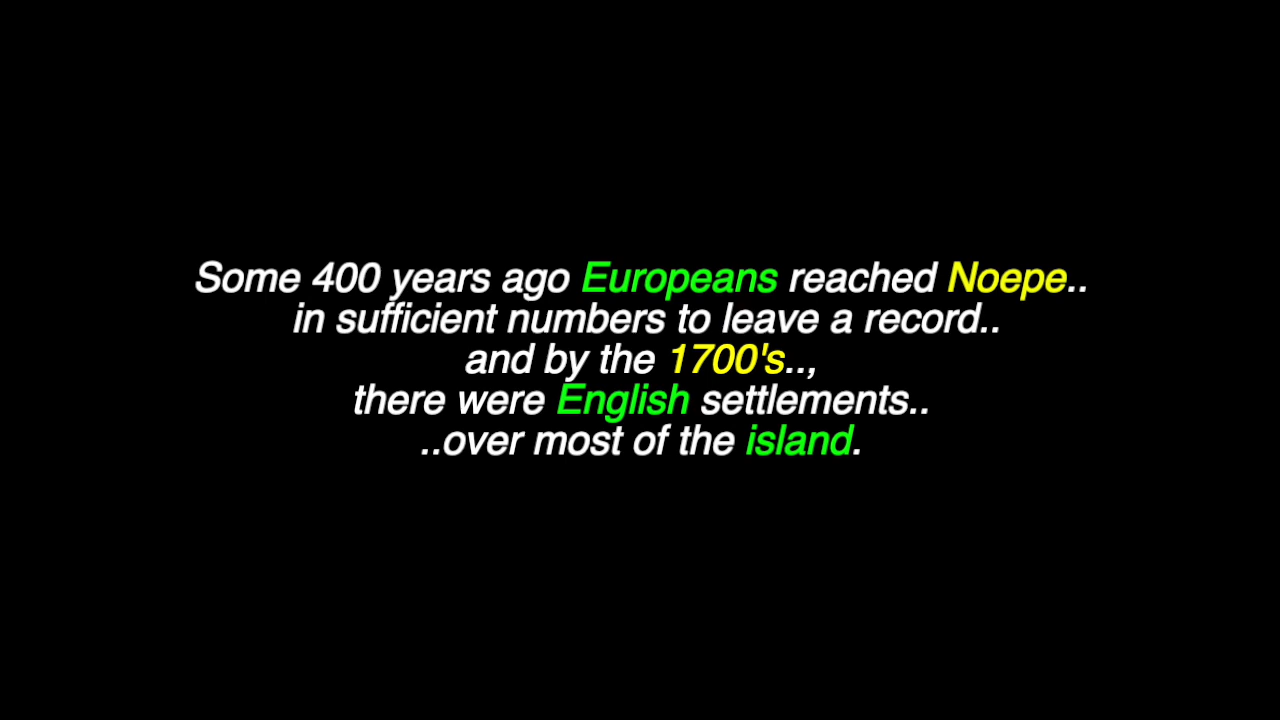 Some 400 years ago Europeans reached Noepe..
in sufficient numbers to leave a record..
and by the 1700's..,
there were English settlements..
..over most of the island.